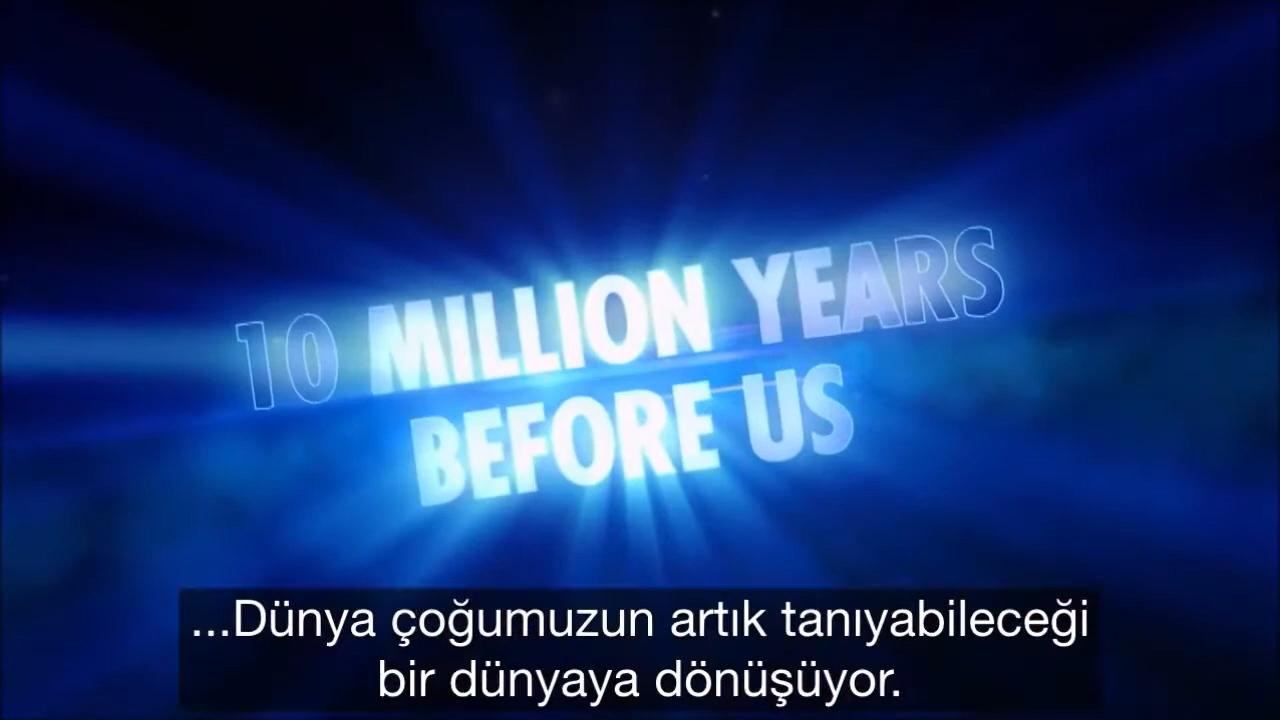 10 MILLION YEARS
BEFORE US
...Dünya çoğumuzun artık tanıyabileceği
bir dünyaya dönüşüyor.